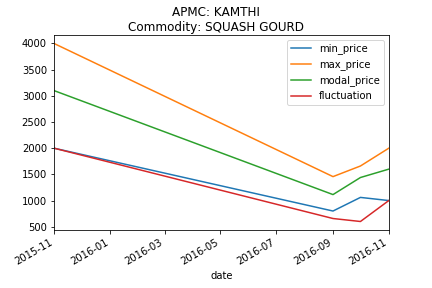 APMC: KAMTHI
Commodity: SQUASH GOURD
min_price
max_price
modal_price
fluctuation
4000
3500
3000
2500
2000
1500
1000
500
2015-11
2016-01
2016-03
2016-05
2016-07
2016-09
2016-11
date